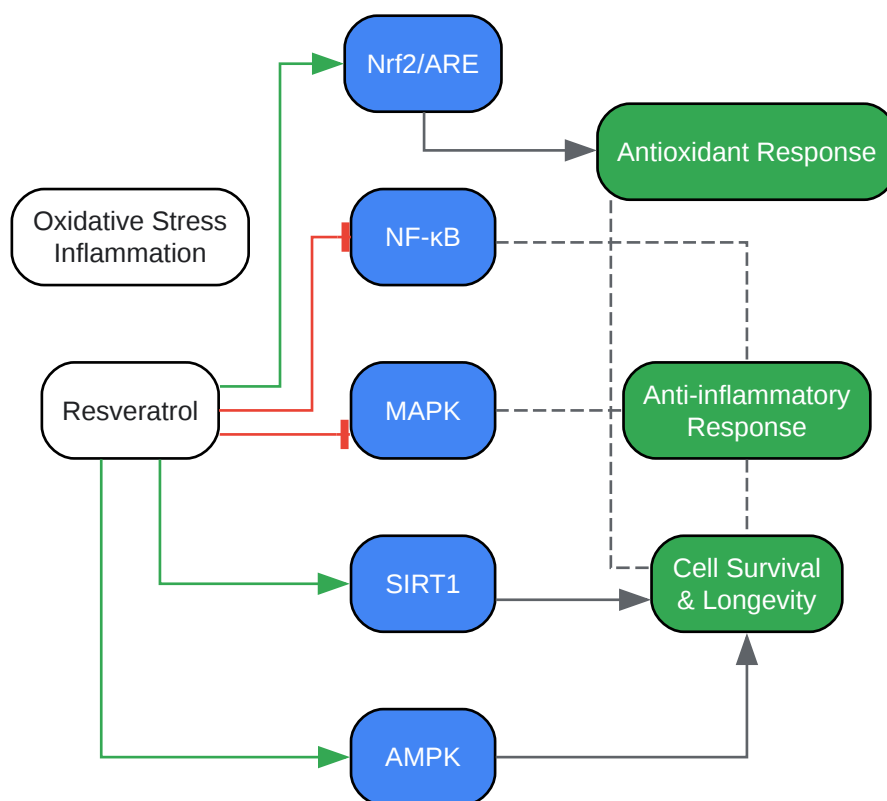 Nrf2/ARE
Antioxidant Response
Oxidative Stress
Inflammation
NF-κB
Resveratrol
MAPK
Anti-inflammatory
Response
SIRT1
Cell Survival
& Longevity
AMPK